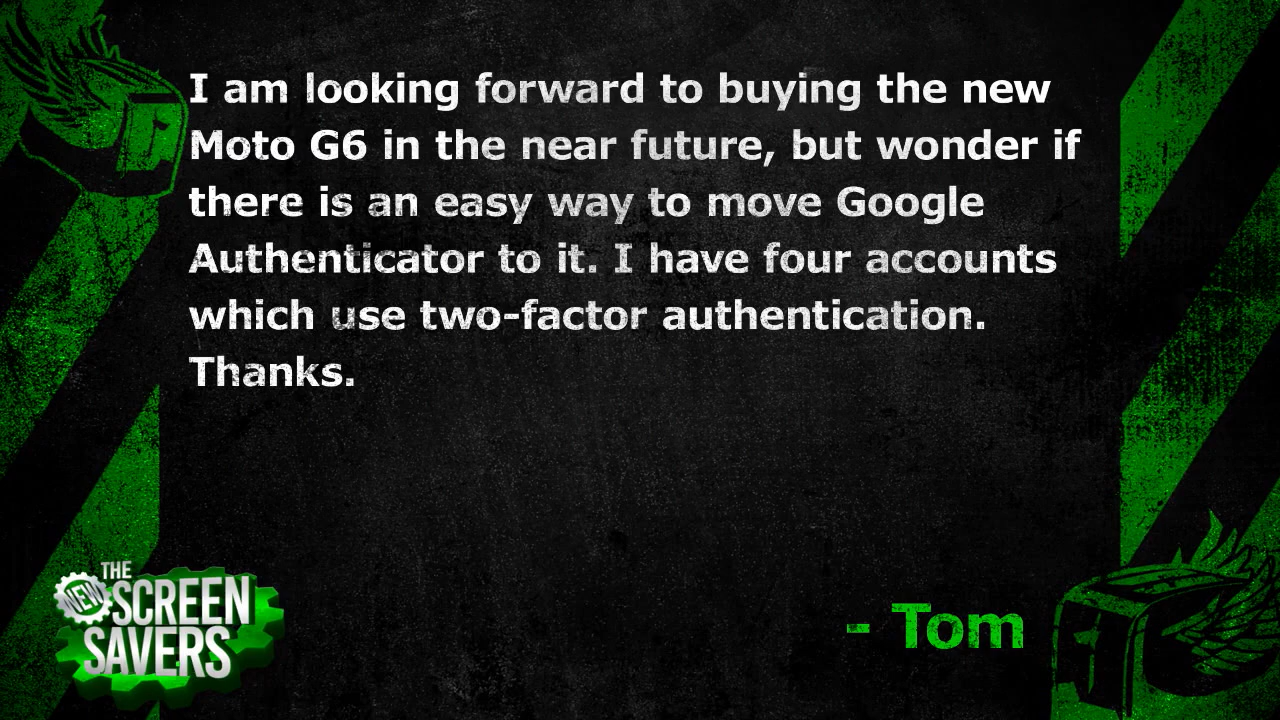 I am looking forward to buying the new
Moto G6 in the near future, but wonder if
there is an easy way to move Google
Authenticator to it. I have four accounts
which use two-factor authentication.
Thanks.
- Tom
THE
NEW SCREEN
SAVERS